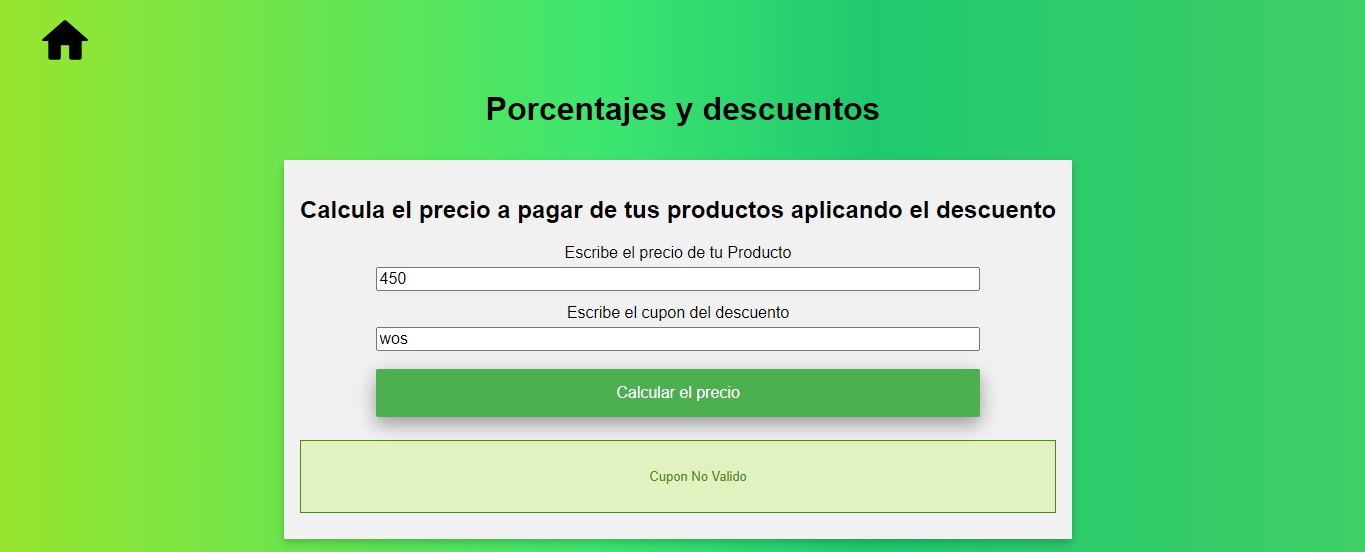 Porcentajes y descuentos
Calcula el precio a pagar de tus productos aplicando el descuento
Escribe el precio de tu Producto
450
Escribe el cupon del descuento
wos
Calcular el precio
Cupon No Valido